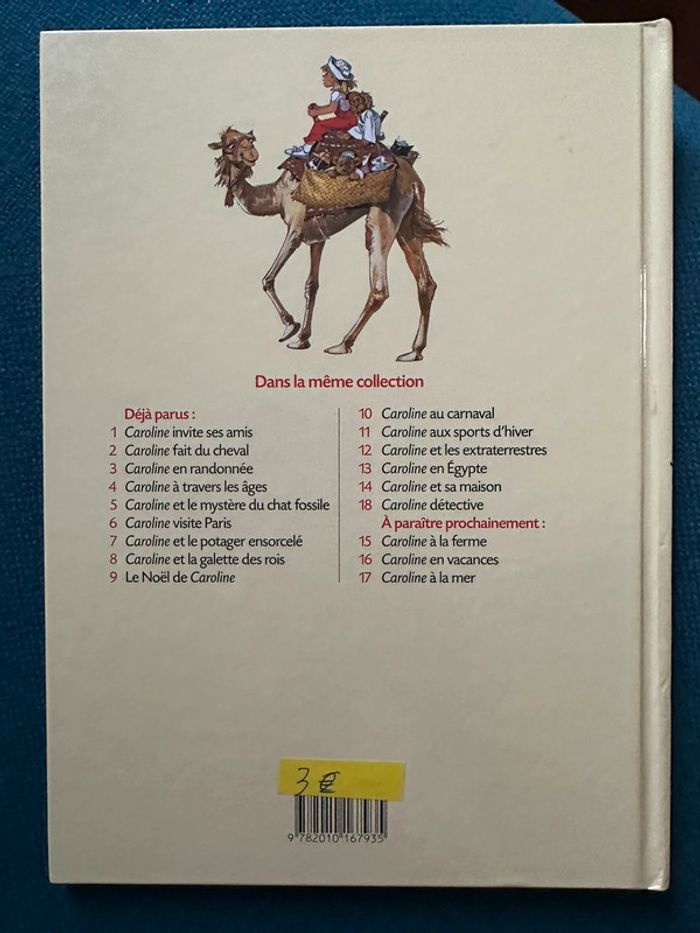 Dans la même collection
Déjà parus :
1 Caroline invite ses amis
2 Caroline fait du cheval
3 Caroline en randonnée
4 Caroline à travers les âges
5 Caroline et le mystère du chat fossile
6 Caroline visite Paris
7 Caroline et le potager ensorcelé
8 Caroline et la galette des rois
9 Le Noël de Caroline
10 Caroline au carnaval
11 Caroline aux sports d'hiver
12 Caroline et les extraterrestres
13 Caroline en Égypte
14 Caroline et sa maison
18 Caroline détective
À paraître prochainement :
15 Caroline à la ferme
16 Caroline en vacances
17 Caroline à la mer
3 €
9 782010 167935